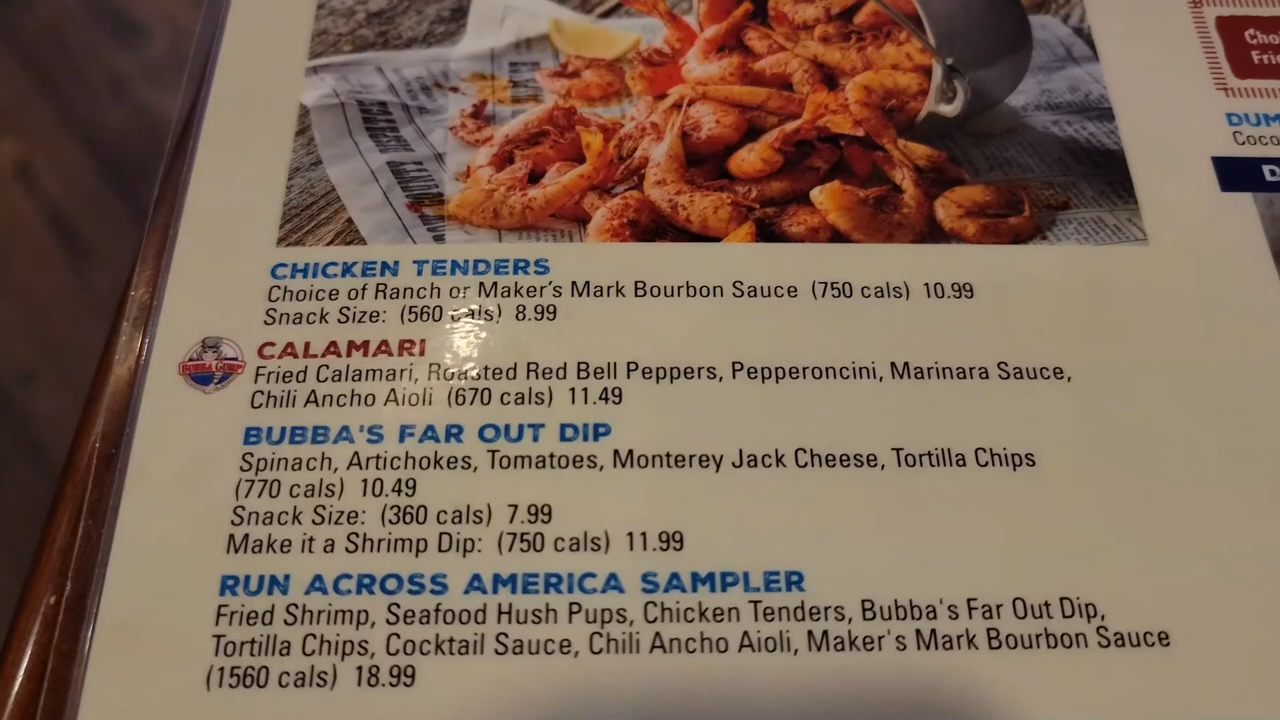 CHICKEN TENDERS
Choice of Ranch or Maker's Mark Bourbon Sauce (750 cals) 10.99
Snack Size: (560 cals) 8.99
CALAMARI
BUBBA GUMP
Fried Calamari, Roasted Red Bell Peppers, Pepperoncini, Marinara Sauce,
Chili Ancho Aioli (670 cals) 11.49
BUBBA'S FAR OUT DIP
Spinach, Artichokes, Tomatoes, Monterey Jack Cheese, Tortilla Chips
(770 cals) 10.49
Snack Size: (360 cals) 7.99
Make it a Shrimp Dip: (750 cals) 11.99
RUN ACROSS AMERICA SAMPLER
Fried Shrimp, Seafood Hush Pups, Chicken Tenders, Bubba's Far Out Dip,
Tortilla Chips, Cocktail Sauce, Chili Ancho Aioli, Maker's Mark Bourbon Sauce
(1560 cals) 18.99